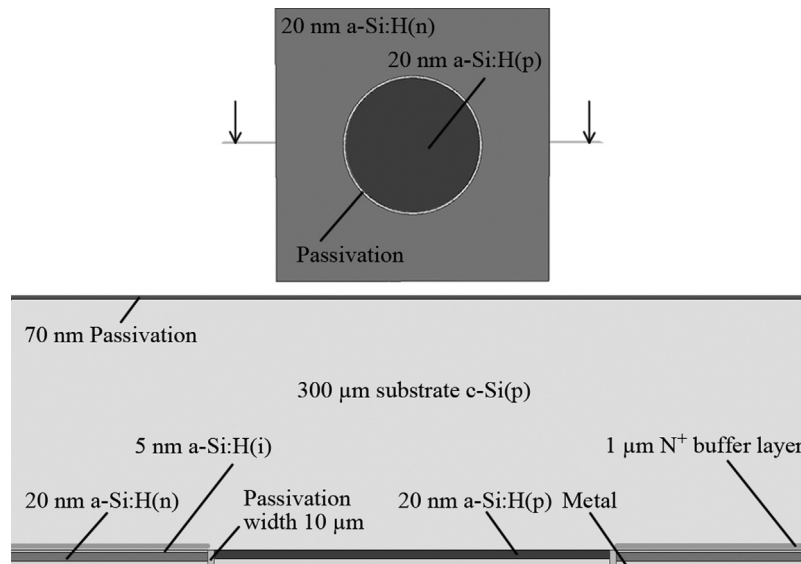 20 nm a-Si:H(n)
20 nm a-Si:H(p)
Passivation
70 nm Passivation
300 µm substrate c-Si(p)
5 nm a-Si:H(i)
1 µm N⁺ buffer layer
20 nm a-Si:H(n)
Passivation
width 10 µm
20 nm a-Si:H(p)
Metal